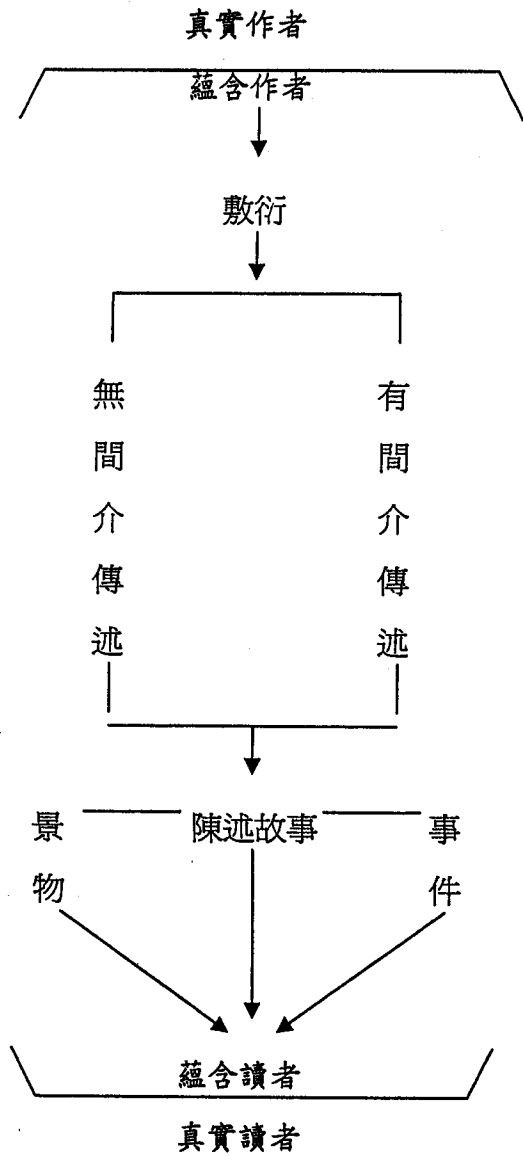 真實作者
蘊含作者
敷衍
無間介傳述
有間介傳述
景物
陳述故事
事件
蘊含讀者
真實讀者